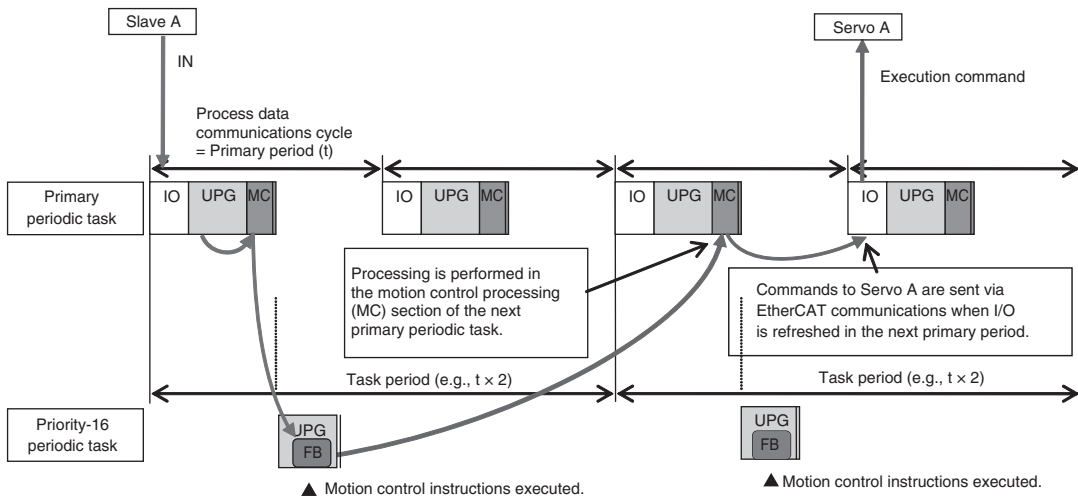 Slave A
Servo A
IN
Execution command
Process data
communications cycle
= Primary period (t)
Primary
periodic task
IO UPG MC
IO UPG MC
IO UPG MC
IO UPG MC
Processing is performed in
the motion control processing
(MC) section of the next
primary periodic task.
Commands to Servo A are sent via
EtherCAT communications when I/O
is refreshed in the next primary period.
Task period (e.g., t × 2)
Task period (e.g., t × 2)
Priority-16
periodic task
UPG
FB
UPG
FB
▲ Motion control instructions executed.
▲ Motion control instructions executed.